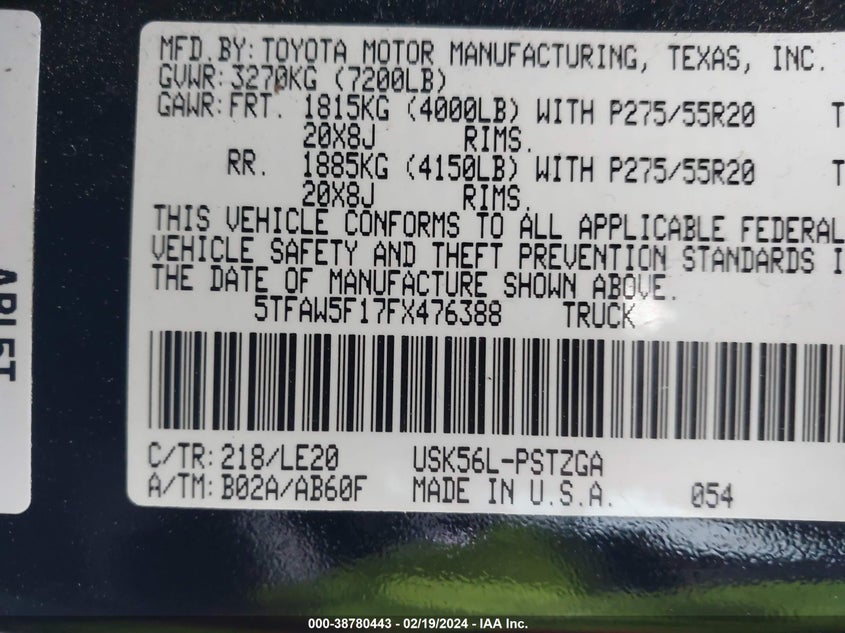 MFD.BY:TOYOTA MOTOR MANUFACTURING, TEXAS, INC.
GVWR:3270KG (7200LB)
GAWR:FRT. 1815KG (4000LB) WITH P275/55R20 T
20X8J RIMS.
RR. 1885KG (4150LB) WITH P275/55R20 T
20X8J RIMS.
THIS VEHICLE CONFORMS TO ALL APPLICABLE FEDERAL
VEHICLE SAFETY AND THEFT PREVENTION STANDARDS I
THE DATE OF MANUFACTURE SHOWN ABOVE.
5TFAW5F17FX476388 TRUCK
C/TR:218/LE20 USK56L-PSTZGA
A/TM:B02A/AB60F MADE IN U.S.A. 054
000-38780443 - 02/19/2024 - IAA Inc.